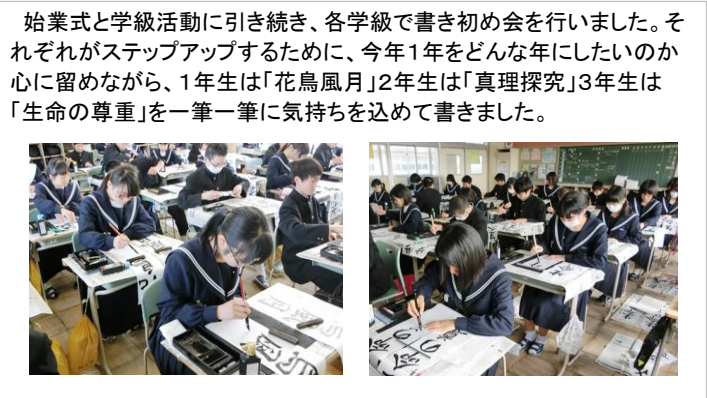 始業式と学級活動に引き続き、各学級で書き初め会を行いました。そ
れぞれがステップアップするために、今年１年をどんな年にしたいのか
心に留めながら、１年生は「花鳥風月」２年生は「真理探究」３年生は
「生命の尊重」を一筆一筆に気持ちを込めて書きました。